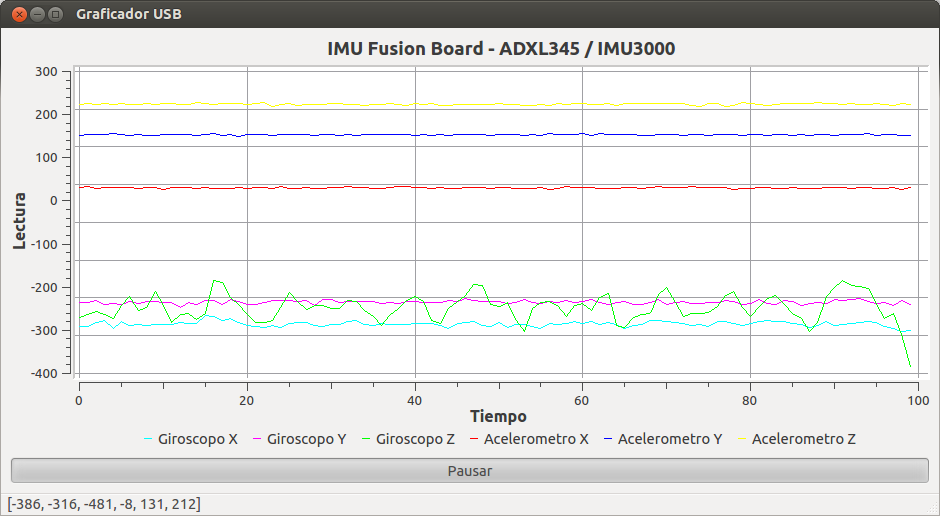 Graficador USB
IMU Fusion Board - ADXL345 / IMU3000
300
200
100
0
-100
-200
-300
-400
Lectura
0 20 40 60 80 100
Tiempo
Giroscopo X Giroscopo Y Giroscopo Z Acelerometro X Acelerometro Y Acelerometro Z
Pausar
[-386, -316, -481, -8, 131, 212]